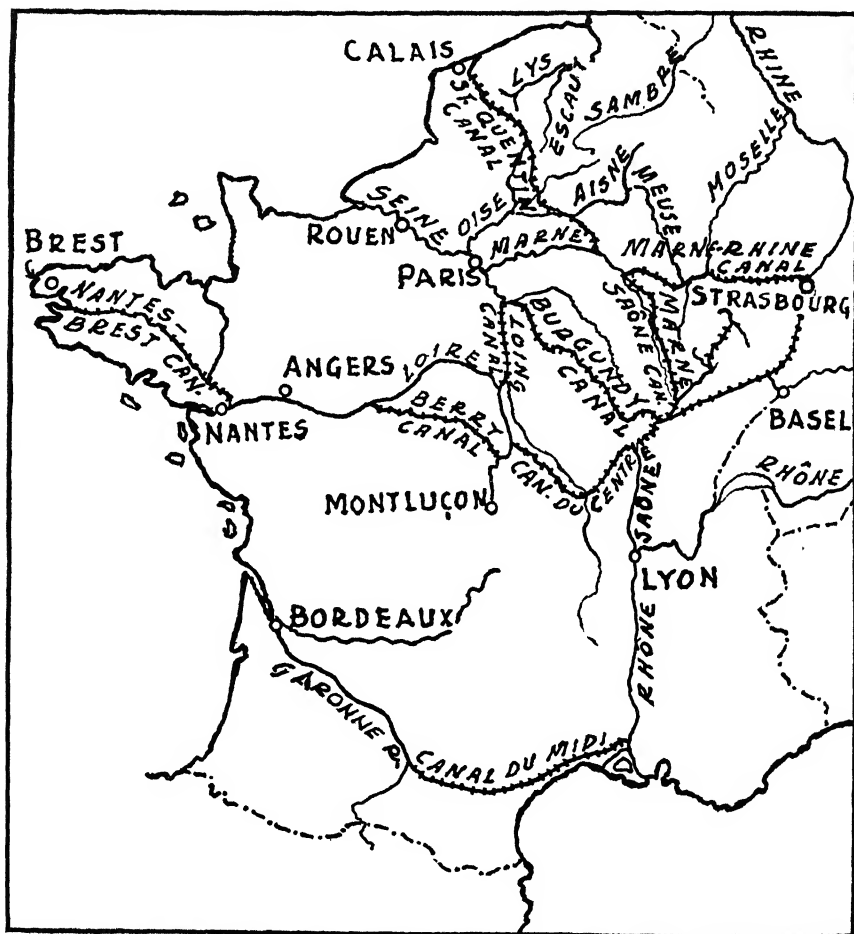 CALAIS
LYS
RHINE
ST. QUENTIN
CANAL
ESCAUT
SAMBRE
MOSELLE
AISNE
MEUSE
OISE
SEINE
ROUEN
MARNE
PARIS
MARNE-RHINE
CANAL
STRASBOURG
BREST
NANTES-
BREST CAN.
LOING
CANAL
BURGUNDY
CANAL
SAÔNE CAN.
MARNE
ANGERS
LOIRE
NANTES
BERRY
CANAL
BASEL
CAN. DU
CENTRE
SAÔNE
RHÔNE
MONTLUÇON
LYON
BORDEAUX
RHÔNE
GARONNE R.
CANAL DU MIDI